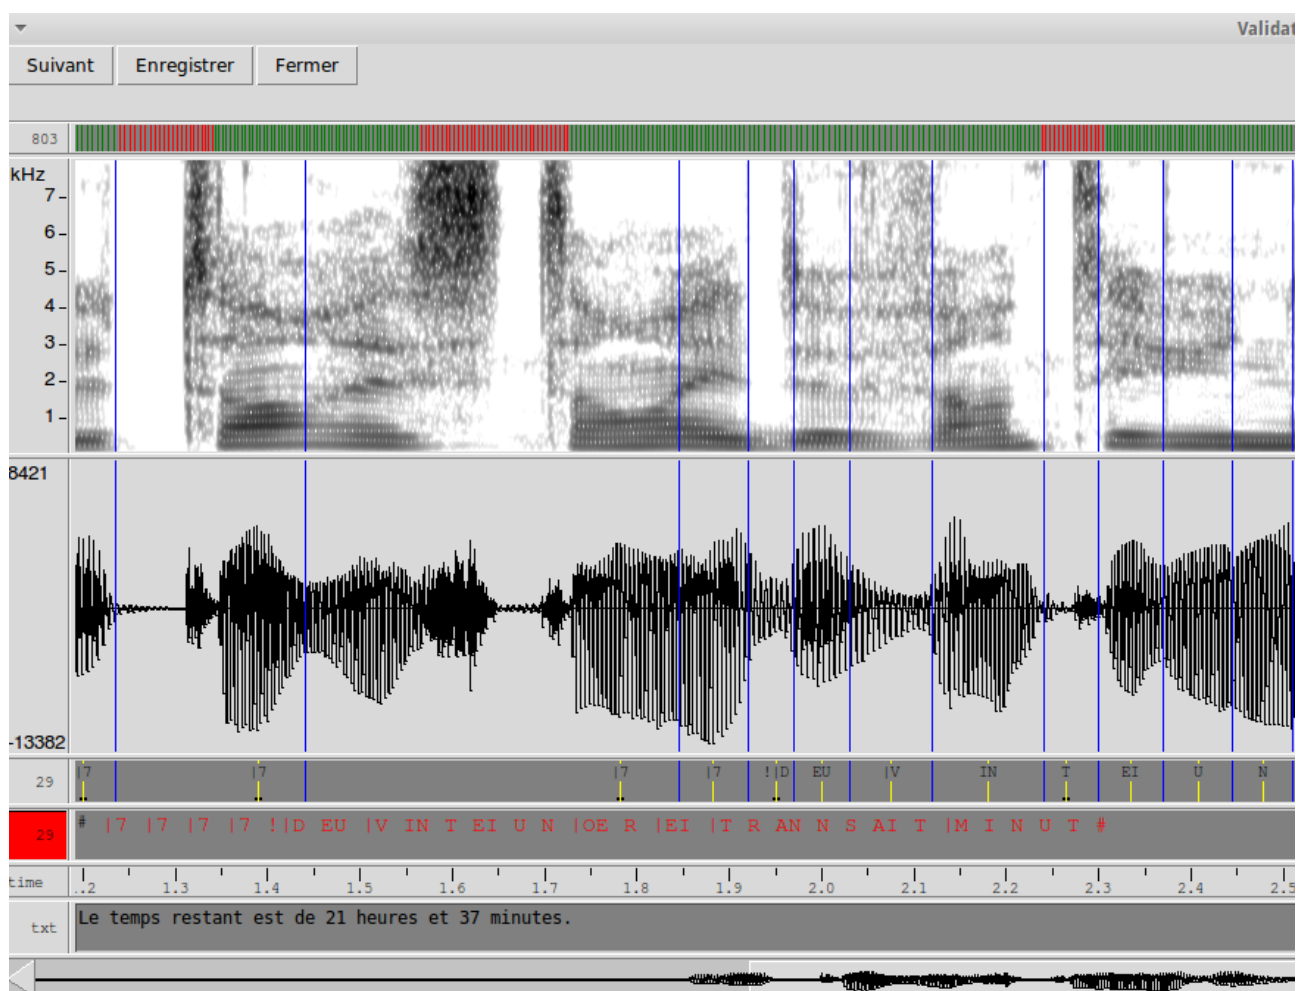 Validat
Suivant Enregistrer Fermer
803
kHz
7
6
5
4
3
2
1
8421
-13382
29 |7 |7 |7 |7 !|D EU |V IN T EI U N
29 # |7 |7 |7 |7 !|D EU |V IN T EI U N |OE R |EI |T R AN N S AI T |M I N U T #
time .2 1.3 1.4 1.5 1.6 1.7 1.8 1.9 2.0 2.1 2.2 2.3 2.4 2.5
txt Le temps restant est de 21 heures et 37 minutes.